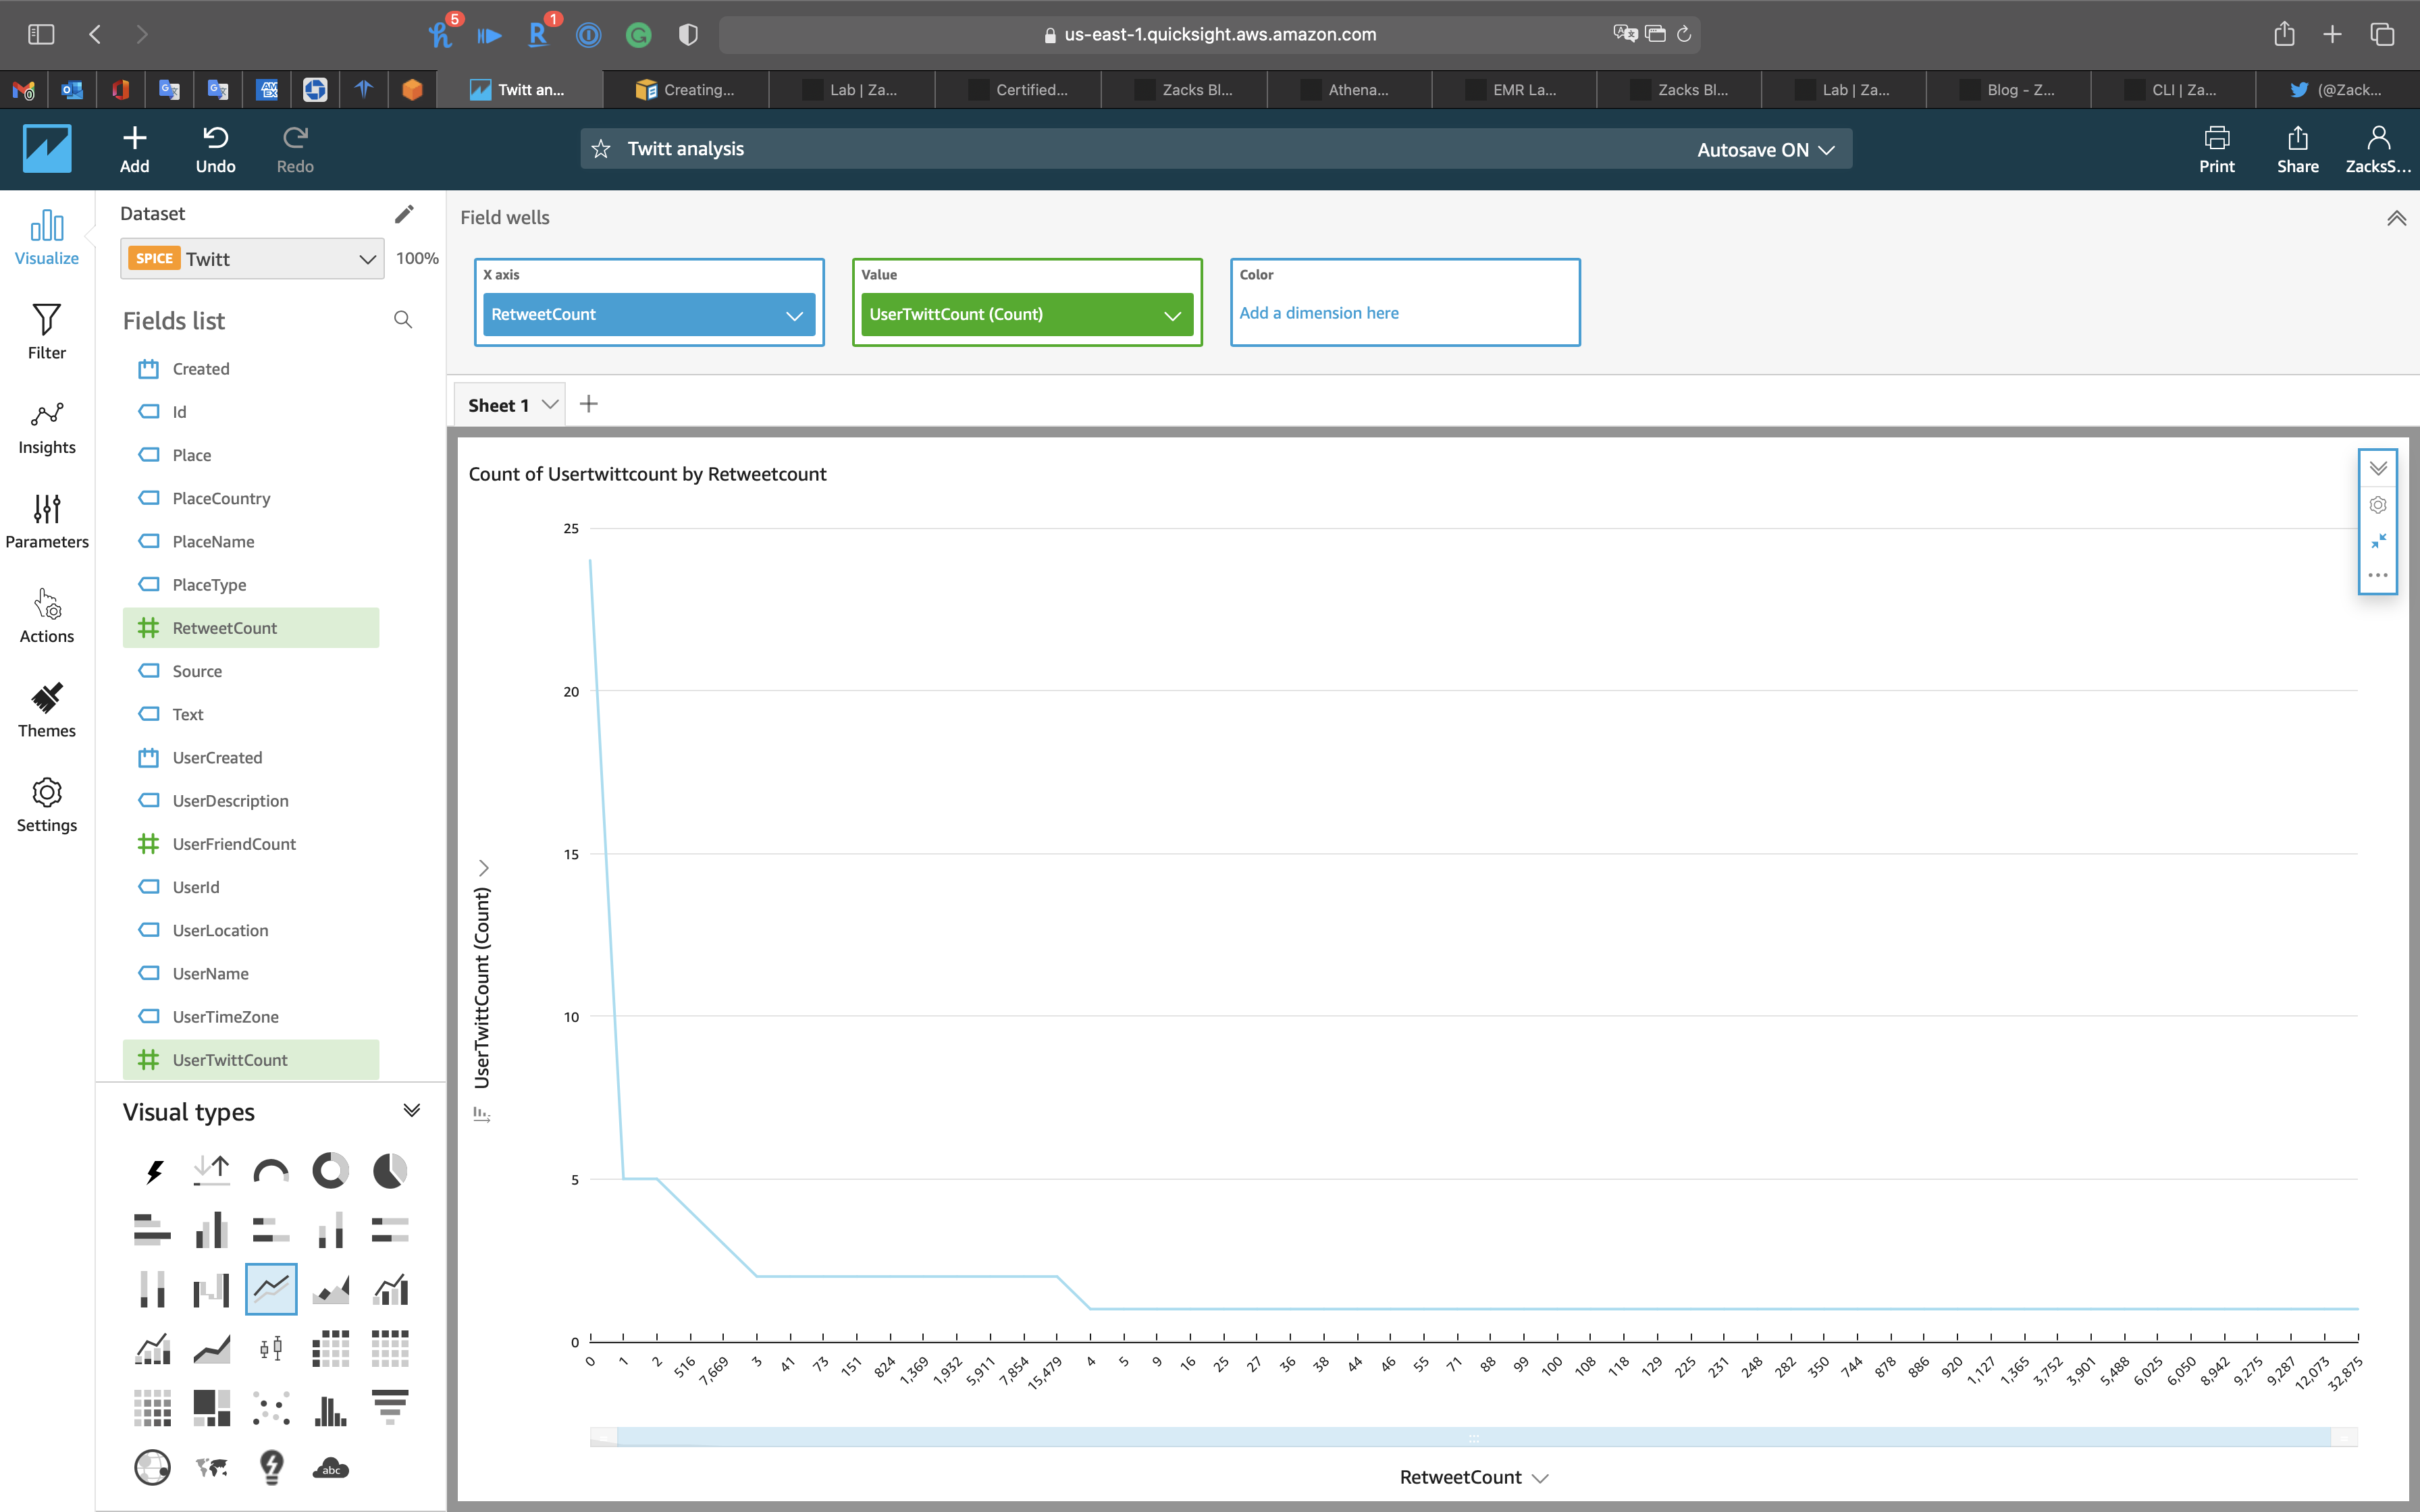 5
1
us-east-1.quicksight.aws.amazon.com
0
AM
EX
Twitt an...
Creating...
Lab | Za...
Certified...
Zacks Bl...
Athena...
EMR La...
Zacks Bl...
Lab | Za...
Blog - Z...
CLI | Za...
(@Zack...
Add
Undo
Redo
Twitt analysis
Autosave ON
Print
Share
ZacksS...
Visualize
Filter
Insights
Parameters
Actions
Themes
Settings
Dataset
SPICE Twitt
100%
Fields list
Created
Id
Place
PlaceCountry
PlaceName
PlaceType
RetweetCount
Source
Text
UserCreated
UserDescription
UserFriendCount
UserId
UserLocation
UserName
UserTimeZone
UserTwittCount
Visual types
abc
Field wells
X axis
RetweetCount
Value
UserTwittCount (Count)
Color
Add a dimension here
Sheet 1
Count of Usertwittcount by Retweetcount
25
20
15
10
5
0
UserTwittCount (Count)
0
1
2
516
7,669
3
41
73
151
824
1,369
1,932
5,911
7,854
15,479
4
5
9
16
25
27
36
38
44
46
55
71
88
99
100
108
118
129
225
231
248
282
350
744
878
886
920
1,127
1,365
3,752
3,901
5,488
6,025
6,050
8,942
9,275
9,287
12,073
32,875
RetweetCount